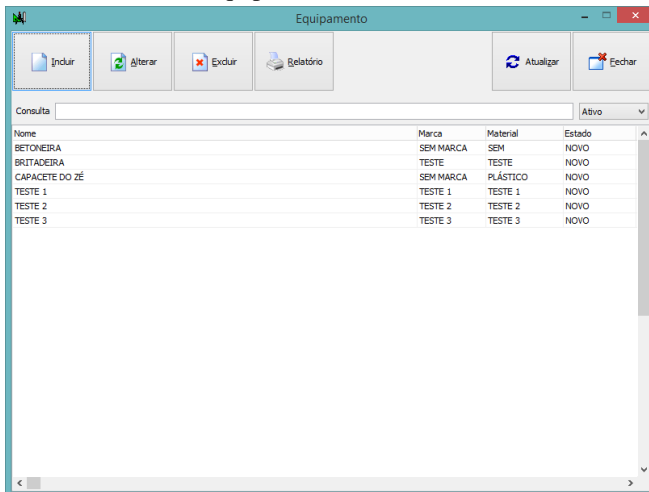 Equipamento
Incluir Alterar Excluir Relatório Atualizar Fechar
Consulta Ativo
Nome Marca Material Estado
BETONEIRA SEM MARCA SEM NOVO
BRITADEIRA TESTE TESTE NOVO
CAPACETE DO ZÉ SEM MARCA PLÁSTICO NOVO
TESTE 1 TESTE 1 TESTE 1 NOVO
TESTE 2 TESTE 2 TESTE 2 NOVO
TESTE 3 TESTE 3 TESTE 3 NOVO